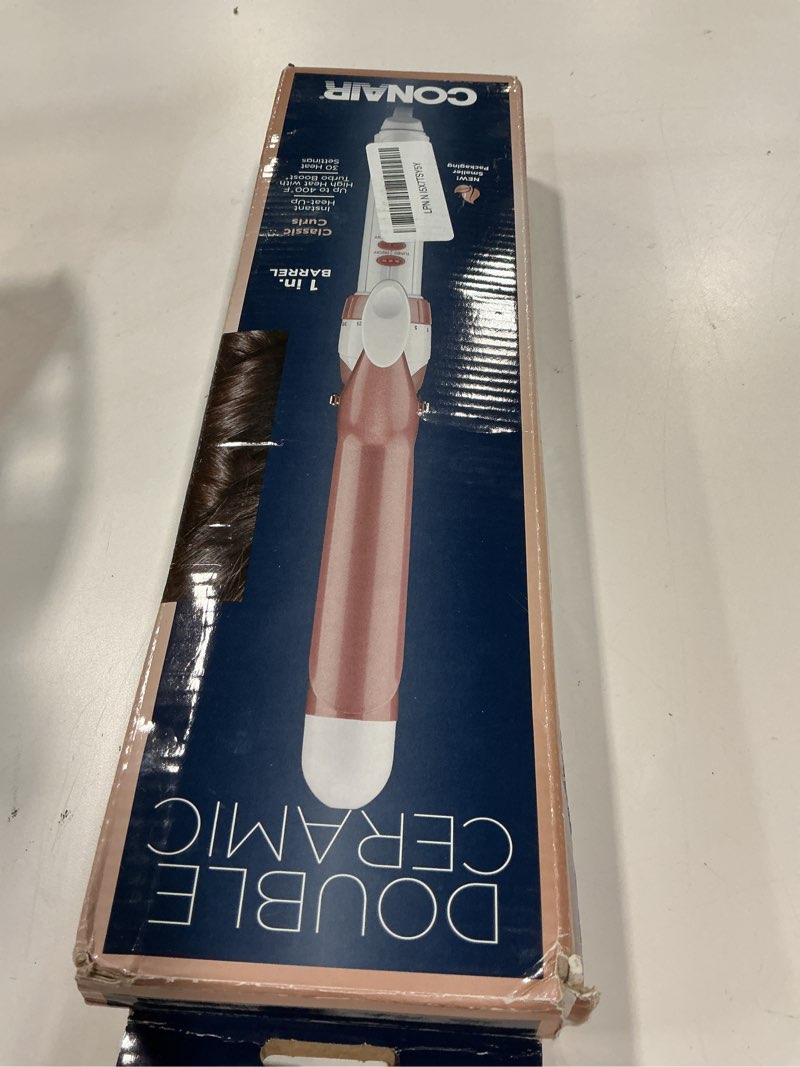 CONAIR®
NEW!
Smaller
Packaging
Classic
Curls
Instant
Heat-Up
Up to 400°F
High Heat with
Turbo Boost*
30 Heat
Settings
1 in.
BARREL
DOUBLE
CERAMIC